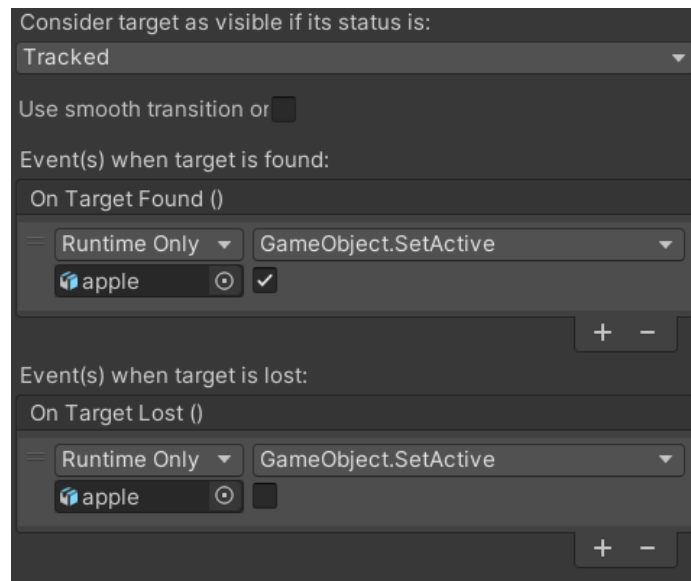 Consider target as visible if its status is:
Tracked
Use smooth transition or
Event(s) when target is found:
On Target Found ()
Runtime Only GameObject.SetActive
apple
Event(s) when target is lost:
On Target Lost ()
Runtime Only GameObject.SetActive
apple